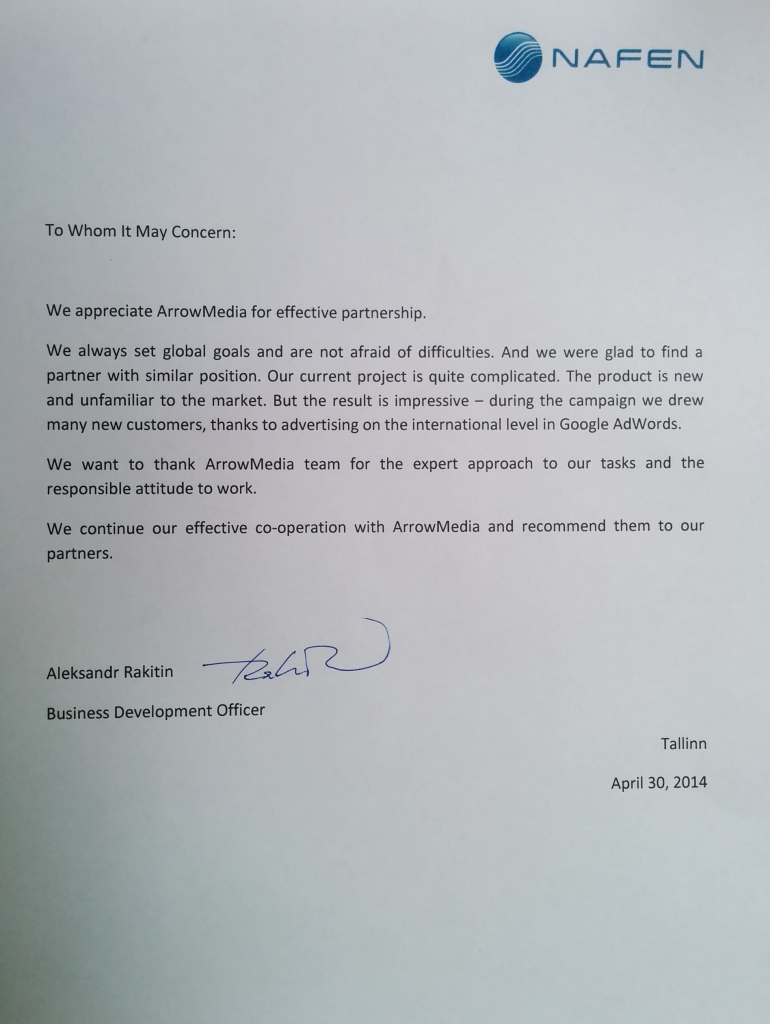 NAFEN
To Whom It May Concern:
We appreciate ArrowMedia for effective partnership.
We always set global goals and are not afraid of difficulties. And we were glad to find a
partner with similar position. Our current project is quite complicated. The product is new
and unfamiliar to the market. But the result is impressive – during the campaign we drew
many new customers, thanks to advertising on the international level in Google AdWords.
We want to thank ArrowMedia team for the expert approach to our tasks and the
responsible attitude to work.
We continue our effective co-operation with ArrowMedia and recommend them to our
partners.
Aleksandr Rakitin
Business Development Officer
Tallinn
April 30, 2014